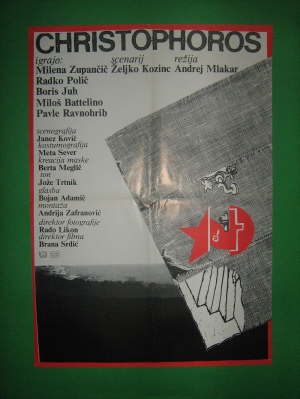 CHRISTOPHOROS
igrajo: scenarij režija
Milena Zupančič Željko Kozinc Andrej Mlakar
Radko Polič
Boris Juh
Miloš Battelino
Pavle Ravnohrib
scenografija
Janez Kovič
kostumografija
Meta Sever
kreacija maske
Berta Meglič
ton
Jože Trtnik
glasba
Bojan Adamič
montaža
Andrija Zafranović
direktor fotografije
Rado Likon
direktor filma
Brana Srdić